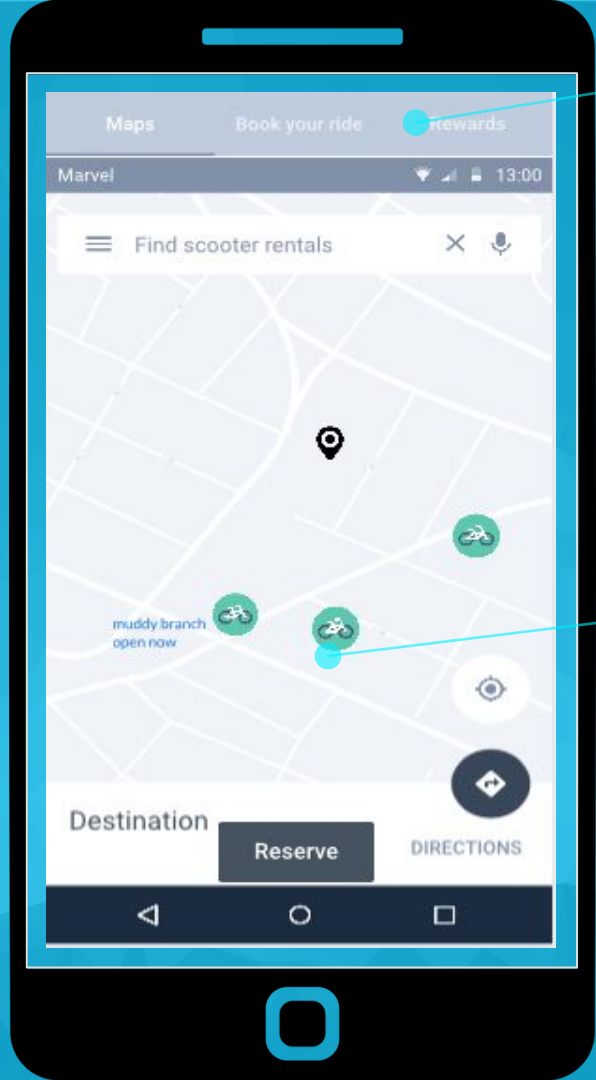 Maps Book your ride Rewards
Marvel 13:00
Find scooter rentals
muddy branch
open now
Destination
Reserve
DIRECTIONS